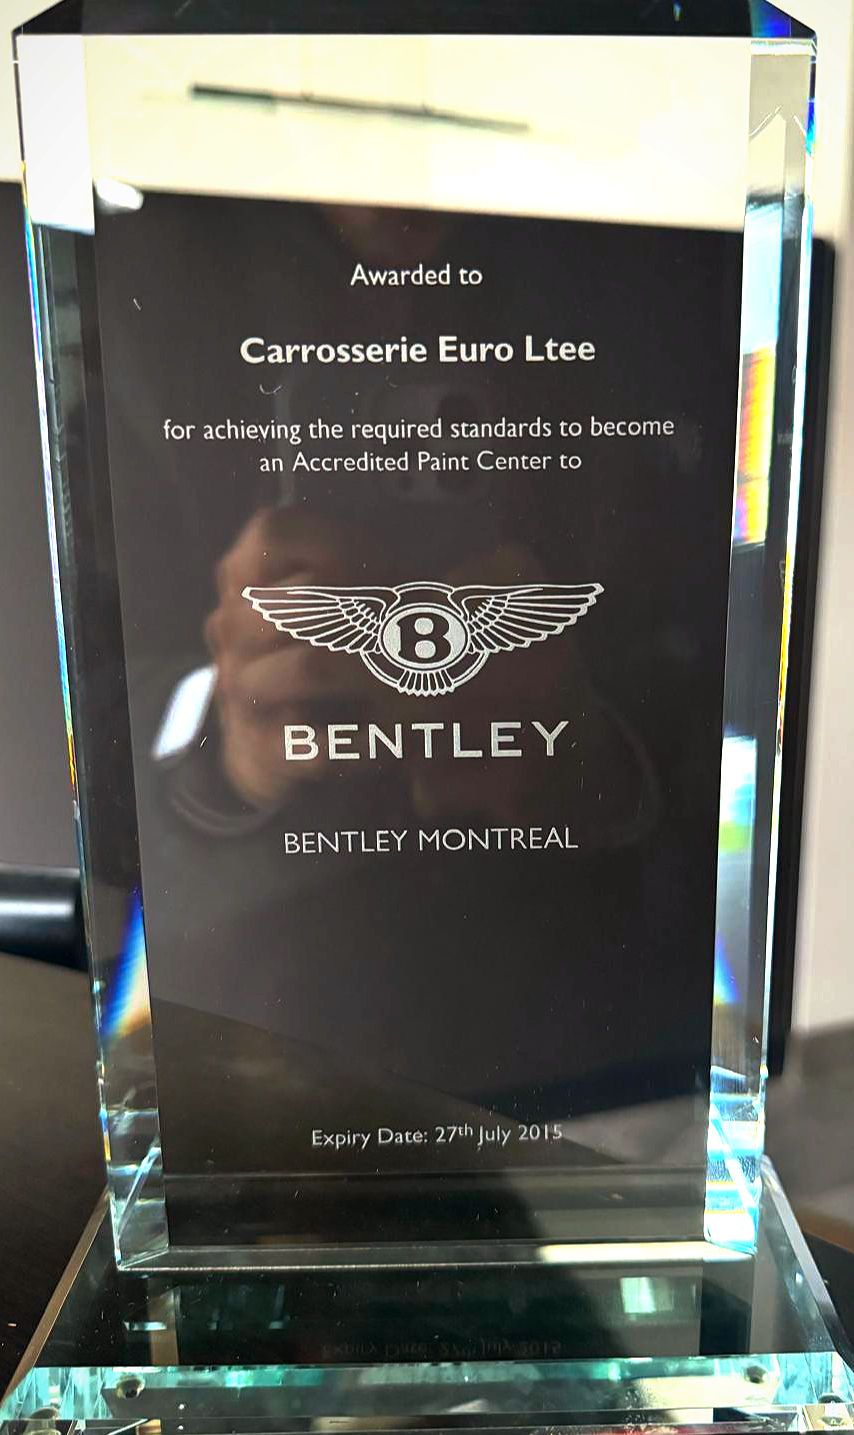 Awarded to
Carrosserie Euro Ltee
for achieving the required standards to become
an Accredited Paint Center to
B
BENTLEY
BENTLEY MONTREAL
Expiry Date: 27th July 2015